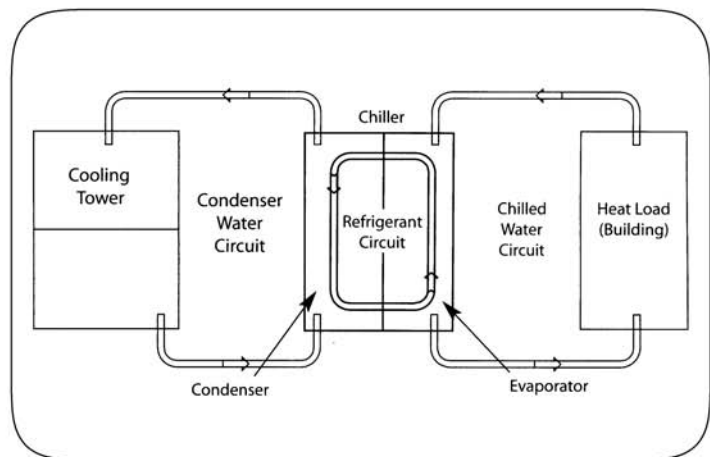 Chiller
Cooling
Tower
Condenser
Water
Circuit
Refrigerant
Circuit
Chilled
Water
Circuit
Heat Load
(Building)
Condenser
Evaporator